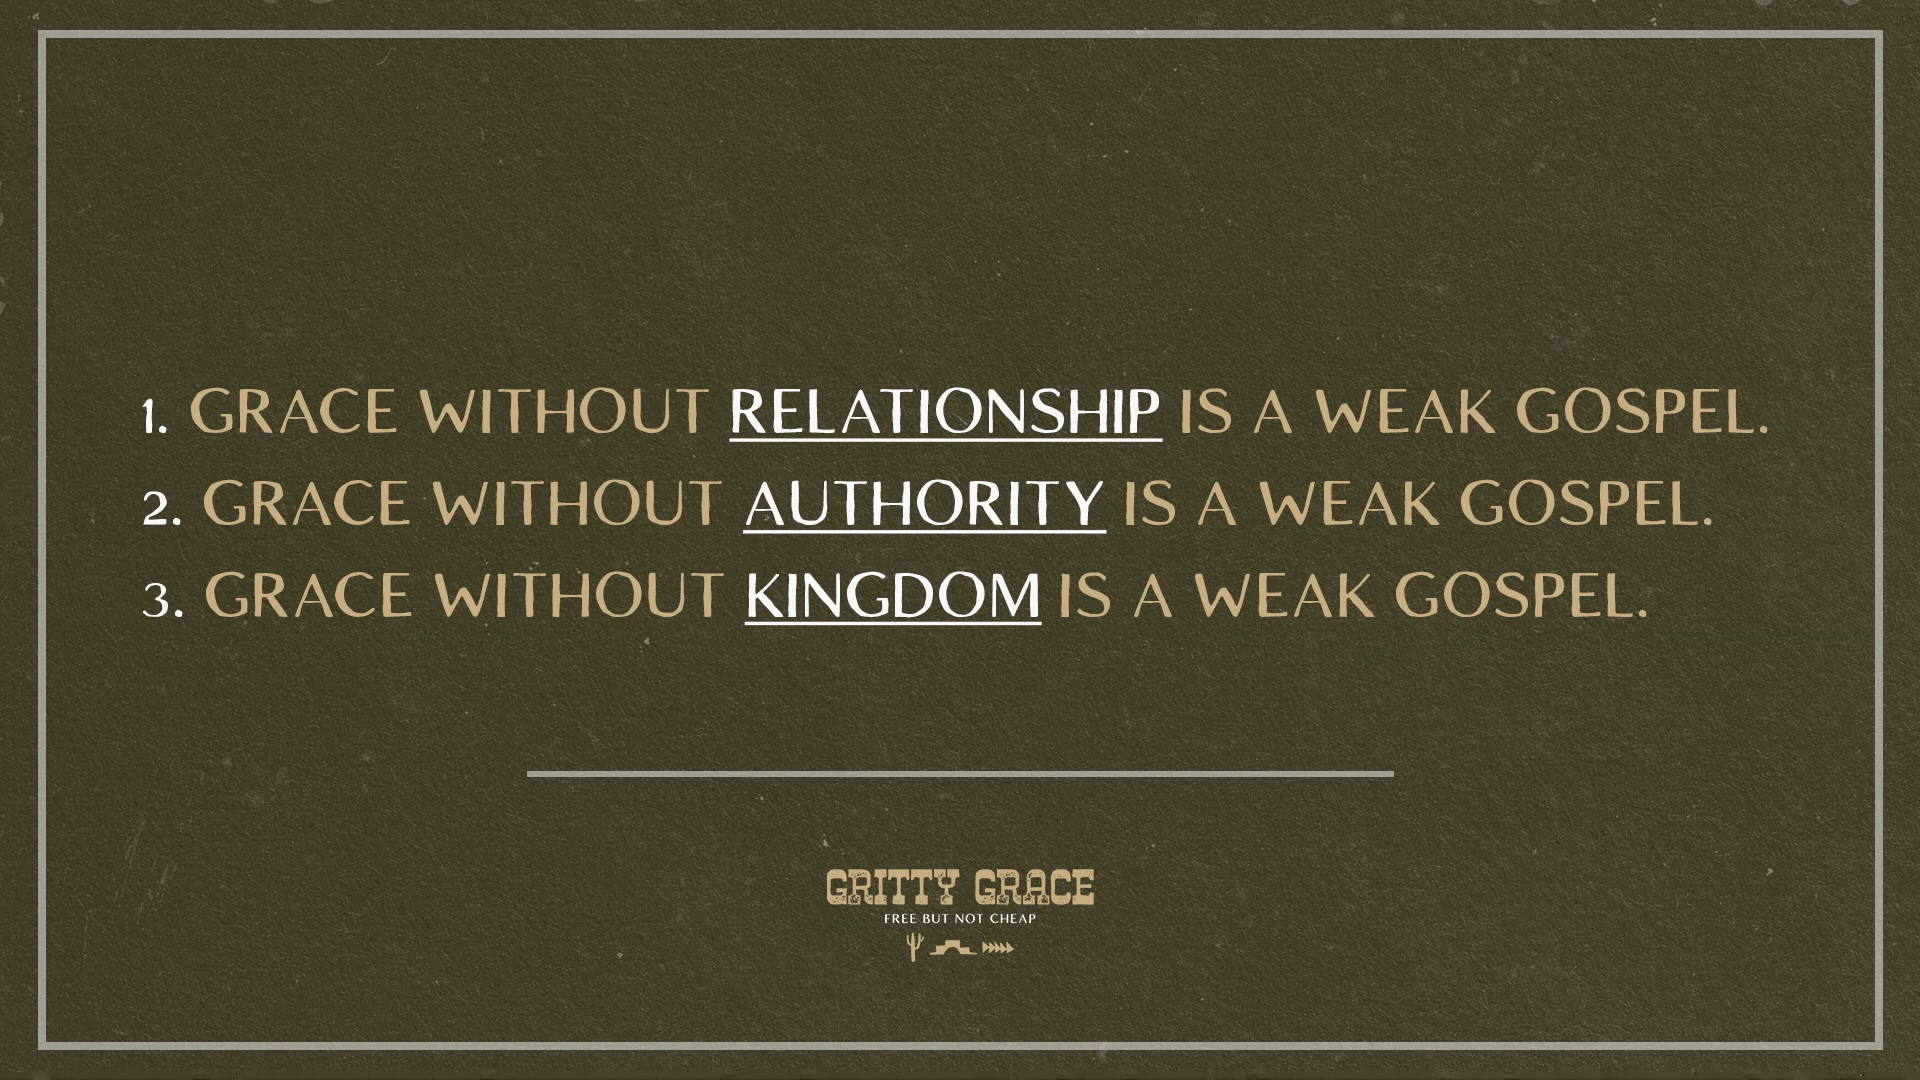 1. GRACE WITHOUT RELATIONSHIP IS A WEAK GOSPEL.
2. GRACE WITHOUT AUTHORITY IS A WEAK GOSPEL.
3. GRACE WITHOUT KINGDOM IS A WEAK GOSPEL.
GRITTY GRACE
FREE BUT NOT CHEAP